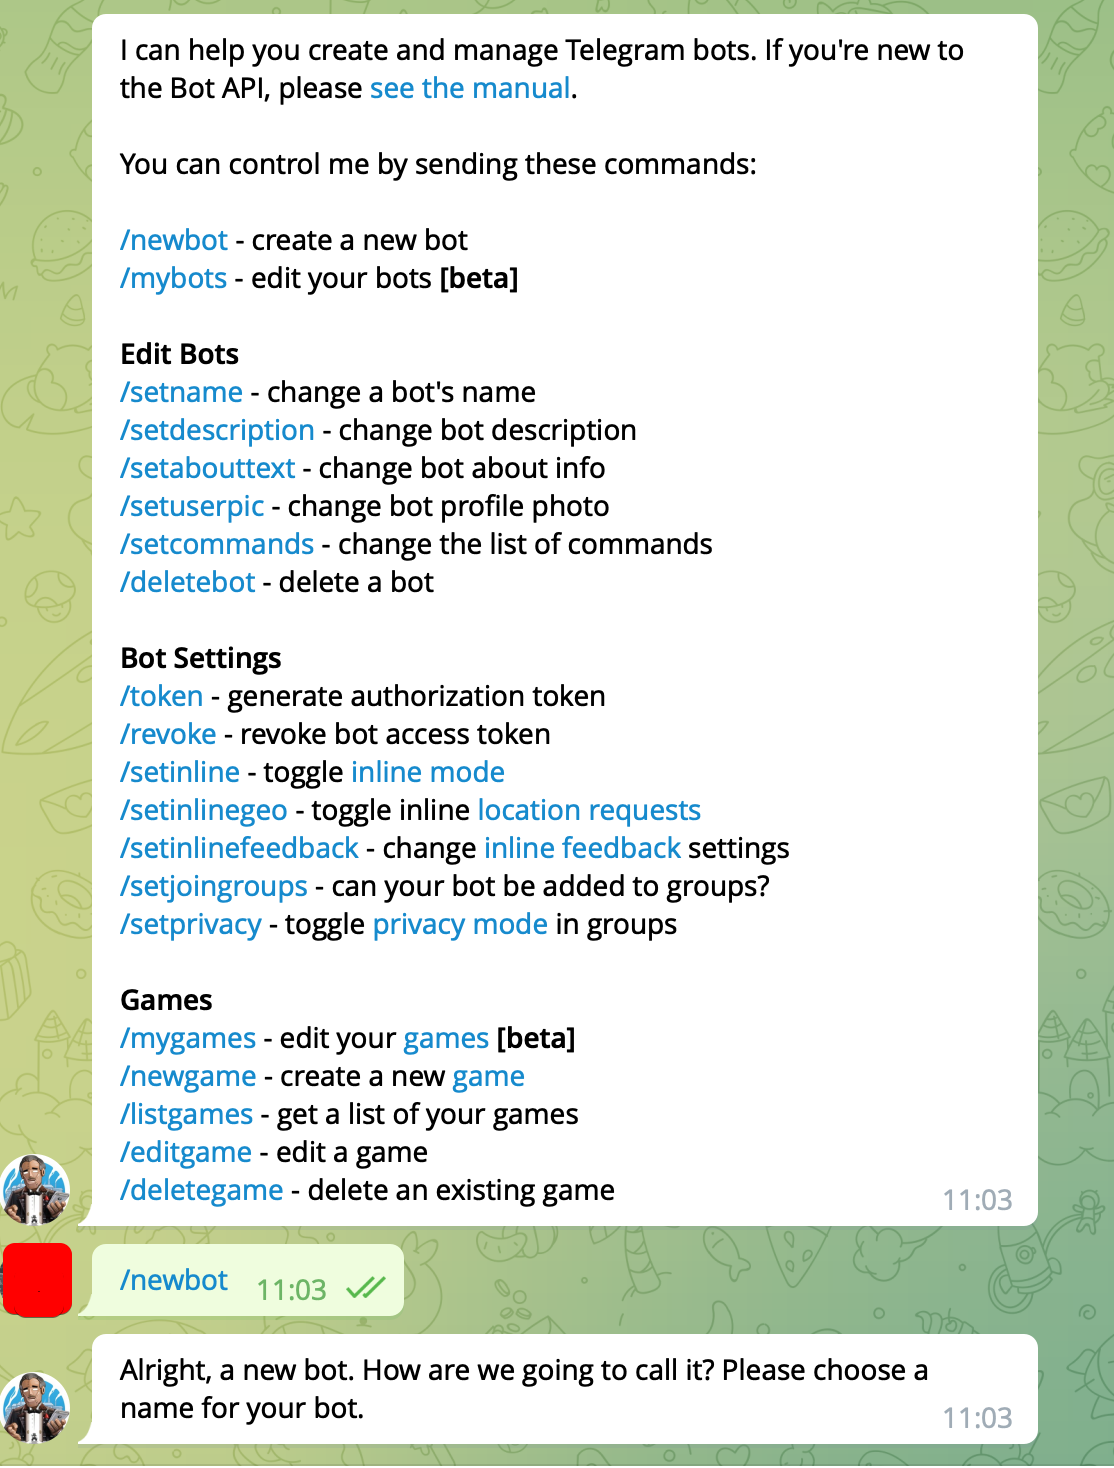 I can help you create and manage Telegram bots. If you're new to
the Bot API, please see the manual.
You can control me by sending these commands:
/newbot - create a new bot
/mybots - edit your bots [beta]
Edit Bots
/setname - change a bot's name
/setdescription - change bot description
/setabouttext - change bot about info
/setuserpic - change bot profile photo
/setcommands - change the list of commands
/deletebot - delete a bot
Bot Settings
/token - generate authorization token
/revoke - revoke bot access token
/setinline - toggle inline mode
/setinlinegeo - toggle inline location requests
/setinlinefeedback - change inline feedback settings
/setjoingroups - can your bot be added to groups?
/setprivacy - toggle privacy mode in groups
Games
/mygames - edit your games [beta]
/newgame - create a new game
/listgames - get a list of your games
/editgame - edit a game
/deletegame - delete an existing game
11:03
/newbot 11:03
Alright, a new bot. How are we going to call it? Please choose a
name for your bot.
11:03